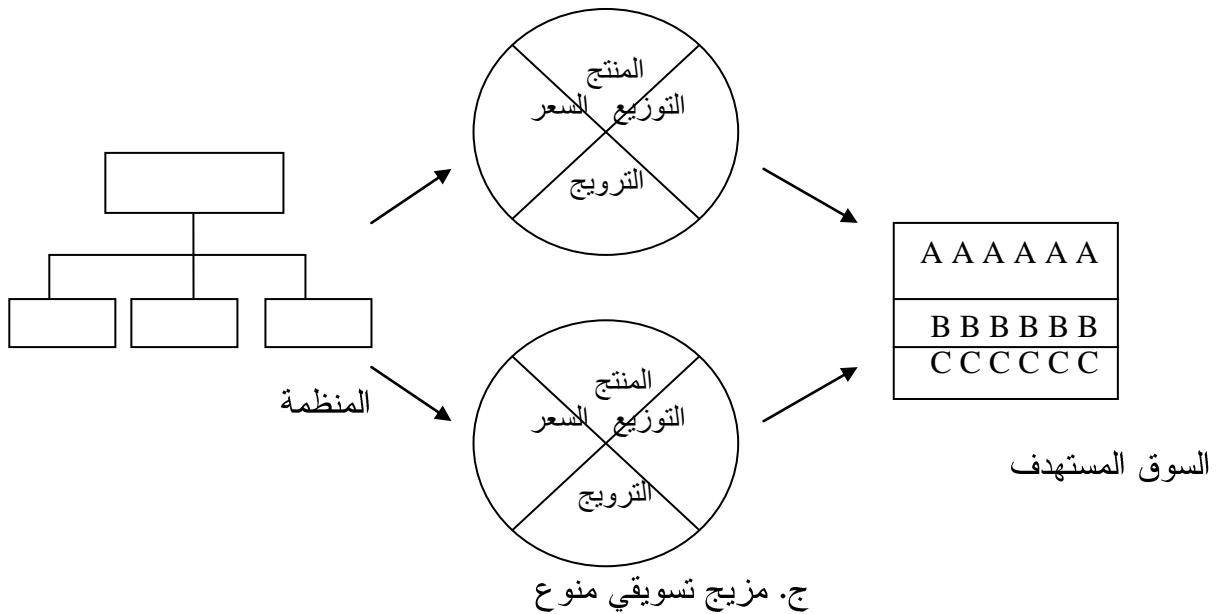 المنتج
التوزيع السعر
الترويج
A A A A A A
B B B B B B
C C C C C C
المنظمة
المنتج
التوزيع السعر
الترويج
السوق المستهدف
ج. مزيج تسويقي منوع